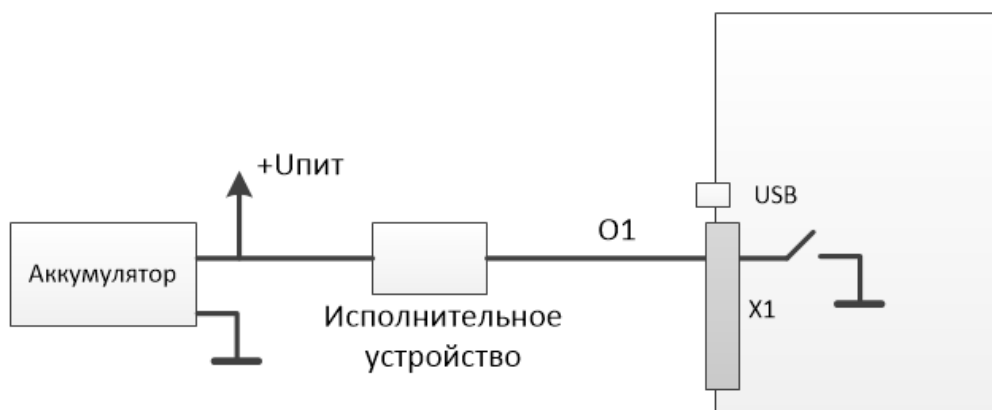 +Uпит
USB
O1
Аккумулятор
X1
Исполнительное
устройство